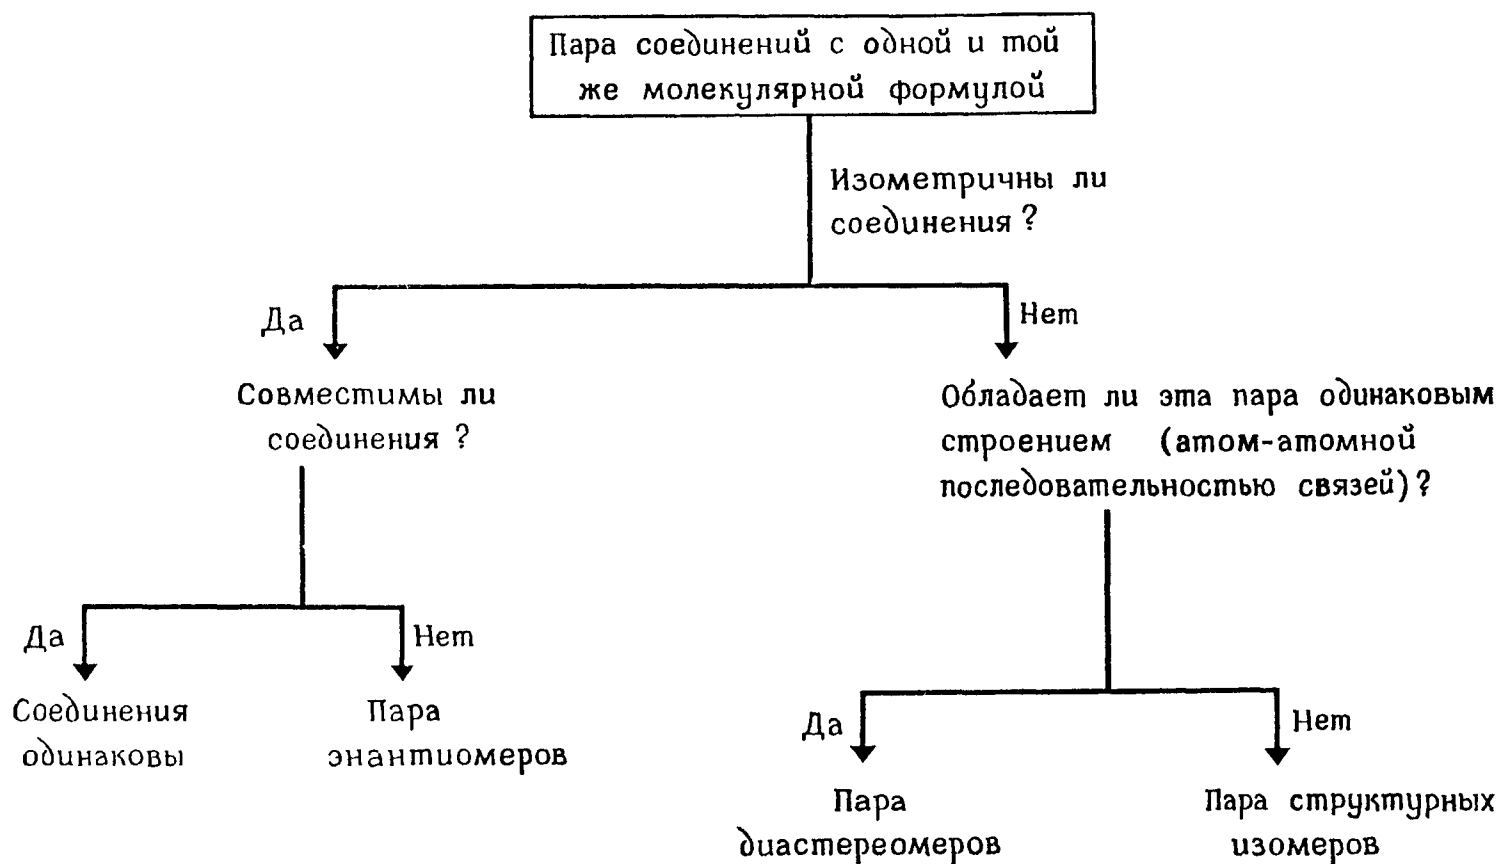 Пара соединений с одной и той
же молекулярной формулой
Изометричны ли
соединения ?
Да
Нет
Совместимы ли
соединения ?
Обладает ли эта пара одинаковым
строением (атом-атомной
последовательностью связей) ?
Да
Нет
Соединения
одинаковы
Пара
энантиомеров
Да
Нет
Пара
диастереомеров
Пара структурных
изомеров